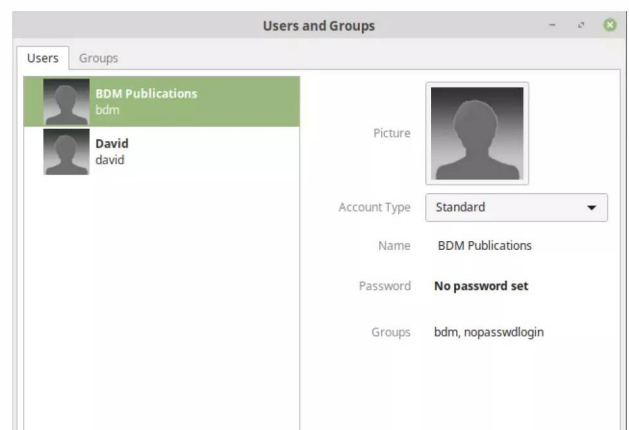 Users and Groups
Users Groups
BDM Publications
bdm
David
david
Picture
Account Type Standard
Name BDM Publications
Password No password set
Groups bdm, nopasswdlogin